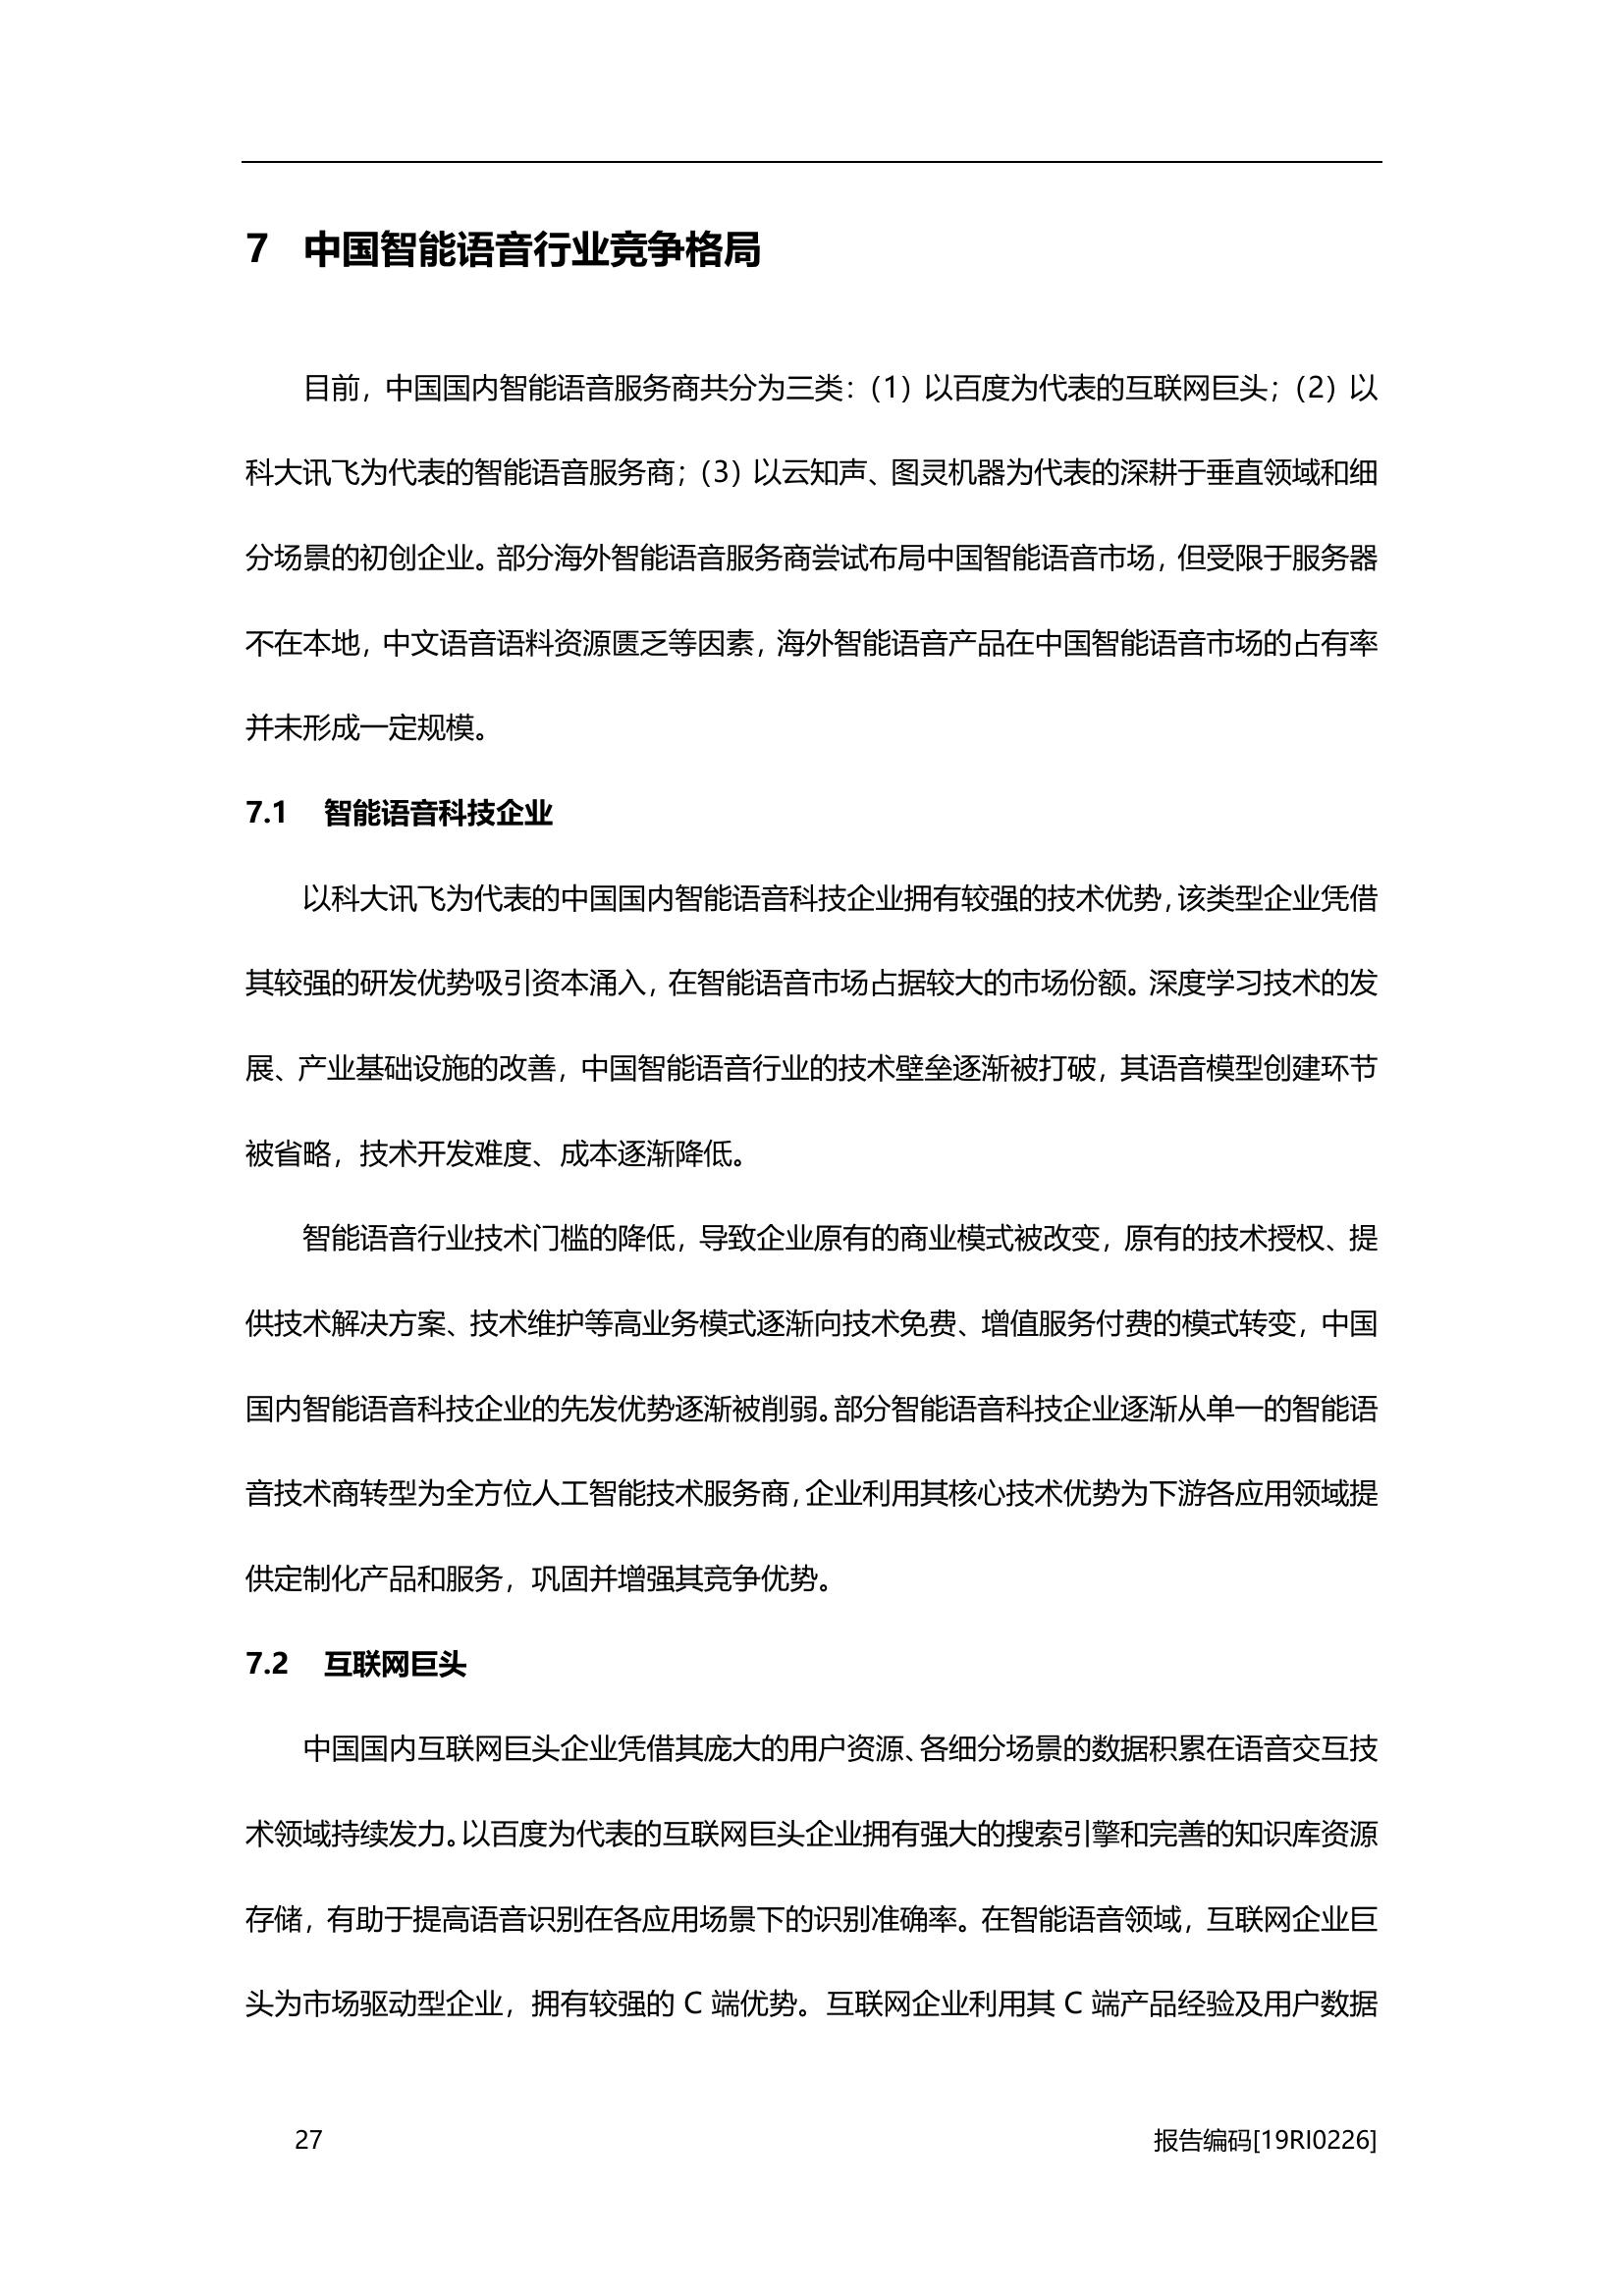 7 中国智能语音行业竞争格局
目前，中国国内智能语音服务商共分为三类：（1）以百度为代表的互联网巨头；（2）以
科大讯飞为代表的智能语音服务商；（3）以云知声、图灵机器为代表的深耕于垂直领域和细
分场景的初创企业。部分海外智能语音服务商尝试布局中国智能语音市场，但受限于服务器
不在本地，中文语音语料资源匮乏等因素，海外智能语音产品在中国智能语音市场的占有率
并未形成一定规模。
7.1 智能语音科技企业
以科大讯飞为代表的中国国内智能语音科技企业拥有较强的技术优势，该类型企业凭借
其较强的研发优势吸引资本涌入，在智能语音市场占据较大的市场份额。深度学习技术的发
展、产业基础设施的改善，中国智能语音行业的技术壁垒逐渐被打破，其语音模型创建环节
被省略，技术开发难度、成本逐渐降低。
智能语音行业技术门槛的降低，导致企业原有的商业模式被改变，原有的技术授权、提
供技术解决方案、技术维护等高业务模式逐渐向技术免费、增值服务付费的模式转变，中国
国内智能语音科技企业的先发优势逐渐被削弱。部分智能语音科技企业逐渐从单一的智能语
音技术商转型为全方位人工智能技术服务商，企业利用其核心技术优势为下游各应用领域提
供定制化产品和服务，巩固并增强其竞争优势。
7.2 互联网巨头
中国国内互联网巨头企业凭借其庞大的用户资源、各细分场景的数据积累在语音交互技
术领域持续发力。以百度为代表的互联网巨头企业拥有强大的搜索引擎和完善的知识库资源
存储，有助于提高语音识别在各应用场景下的识别准确率。在智能语音领域，互联网企业巨
头为市场驱动型企业，拥有较强的 C 端优势。互联网企业利用其 C 端产品经验及用户数据
27 报告编码[19RI0226]